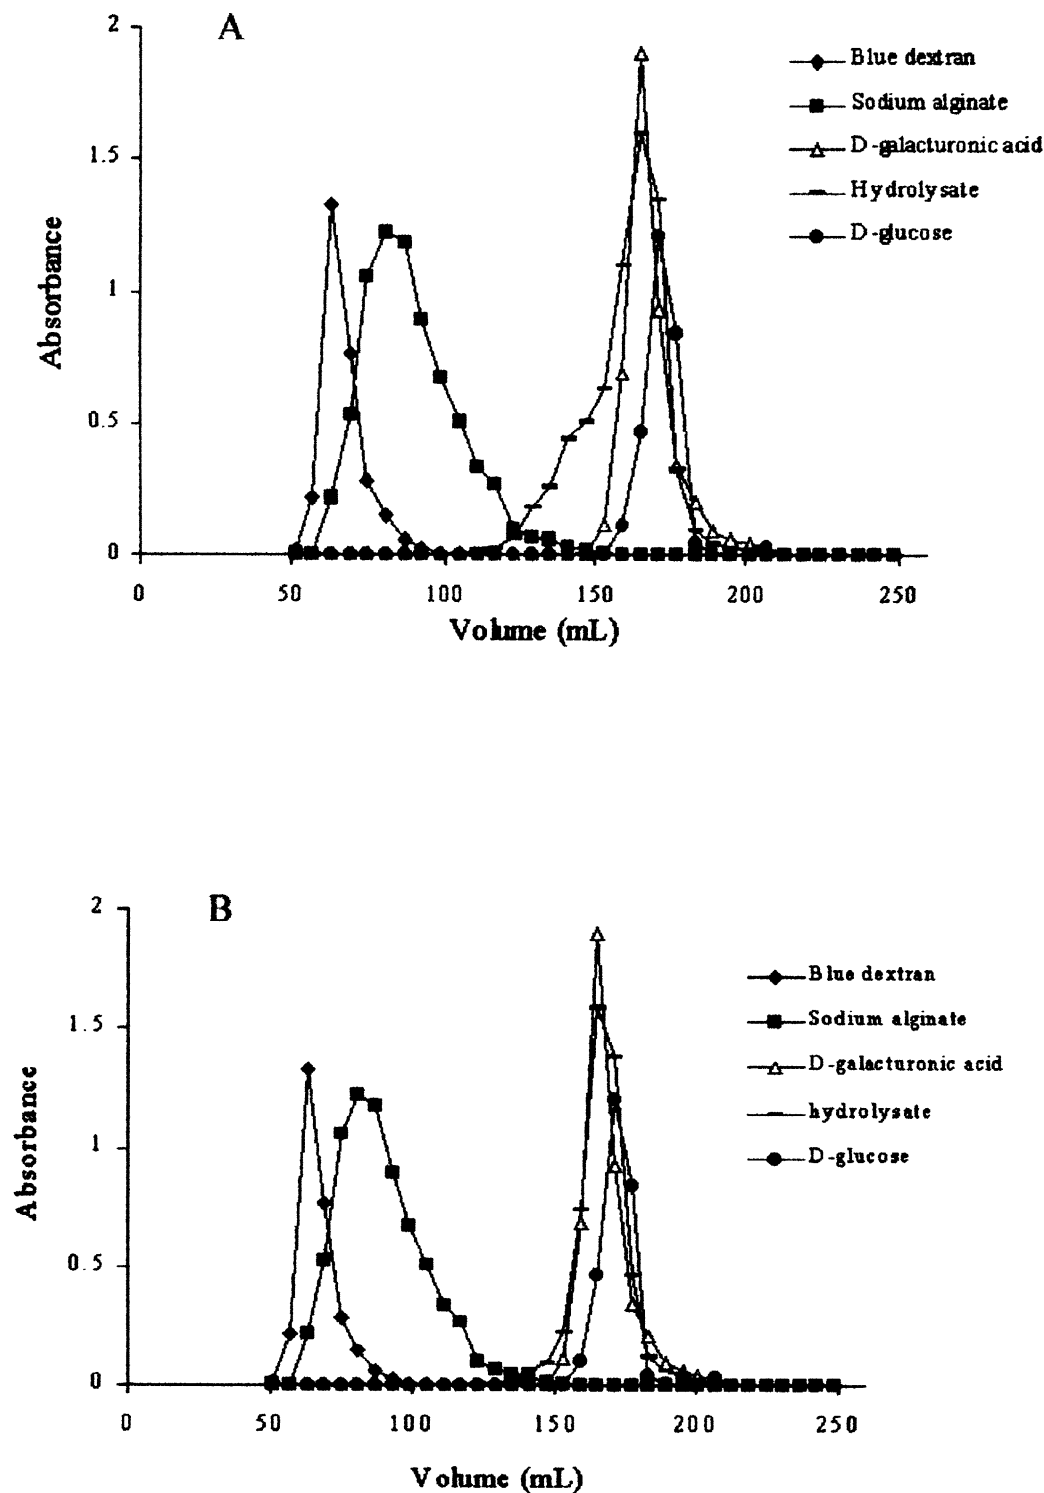 A
2
1.5
1
0.5
0
Absorbance
0 50 100 150 200 250
Volume (mL)
Blue dextran
Sodium alginate
D-galacturonic acid
Hydrolysate
D-glucose
B
2
1.5
1
0.5
0
Absorbance
0 50 100 150 200 250
Volume (mL)
Blue dextran
Sodium alginate
D-galacturonic acid
hydrolysate
D-glucose